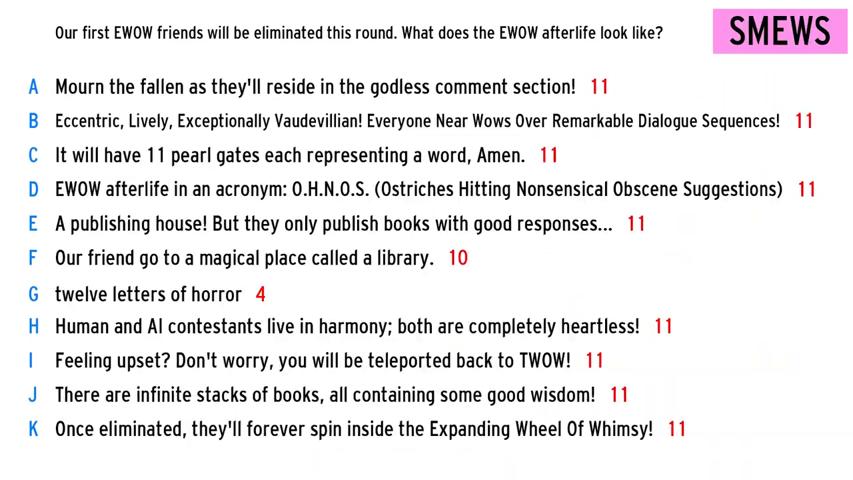 Our first EWOW friends will be eliminated this round. What does the EWOW afterlife look like?
SMEWS
A Mourn the fallen as they'll reside in the godless comment section! 11
B Eccentric, Lively, Exceptionally Vaudevillian! Everyone Near Wows Over Remarkable Dialogue Sequences! 11
C It will have 11 pearl gates each representing a word, Amen. 11
D EWOW afterlife in an acronym: O.H.N.O.S. (Ostriches Hitting Nonsensical Obscene Suggestions) 11
E A publishing house! But they only publish books with good responses... 11
F Our friend go to a magical place called a library. 10
G twelve letters of horror 4
H Human and AI contestants live in harmony; both are completely heartless! 11
I Feeling upset? Don't worry, you will be teleported back to TWOW! 11
J There are infinite stacks of books, all containing some good wisdom! 11
K Once eliminated, they'll forever spin inside the Expanding Wheel Of Whimsy! 11